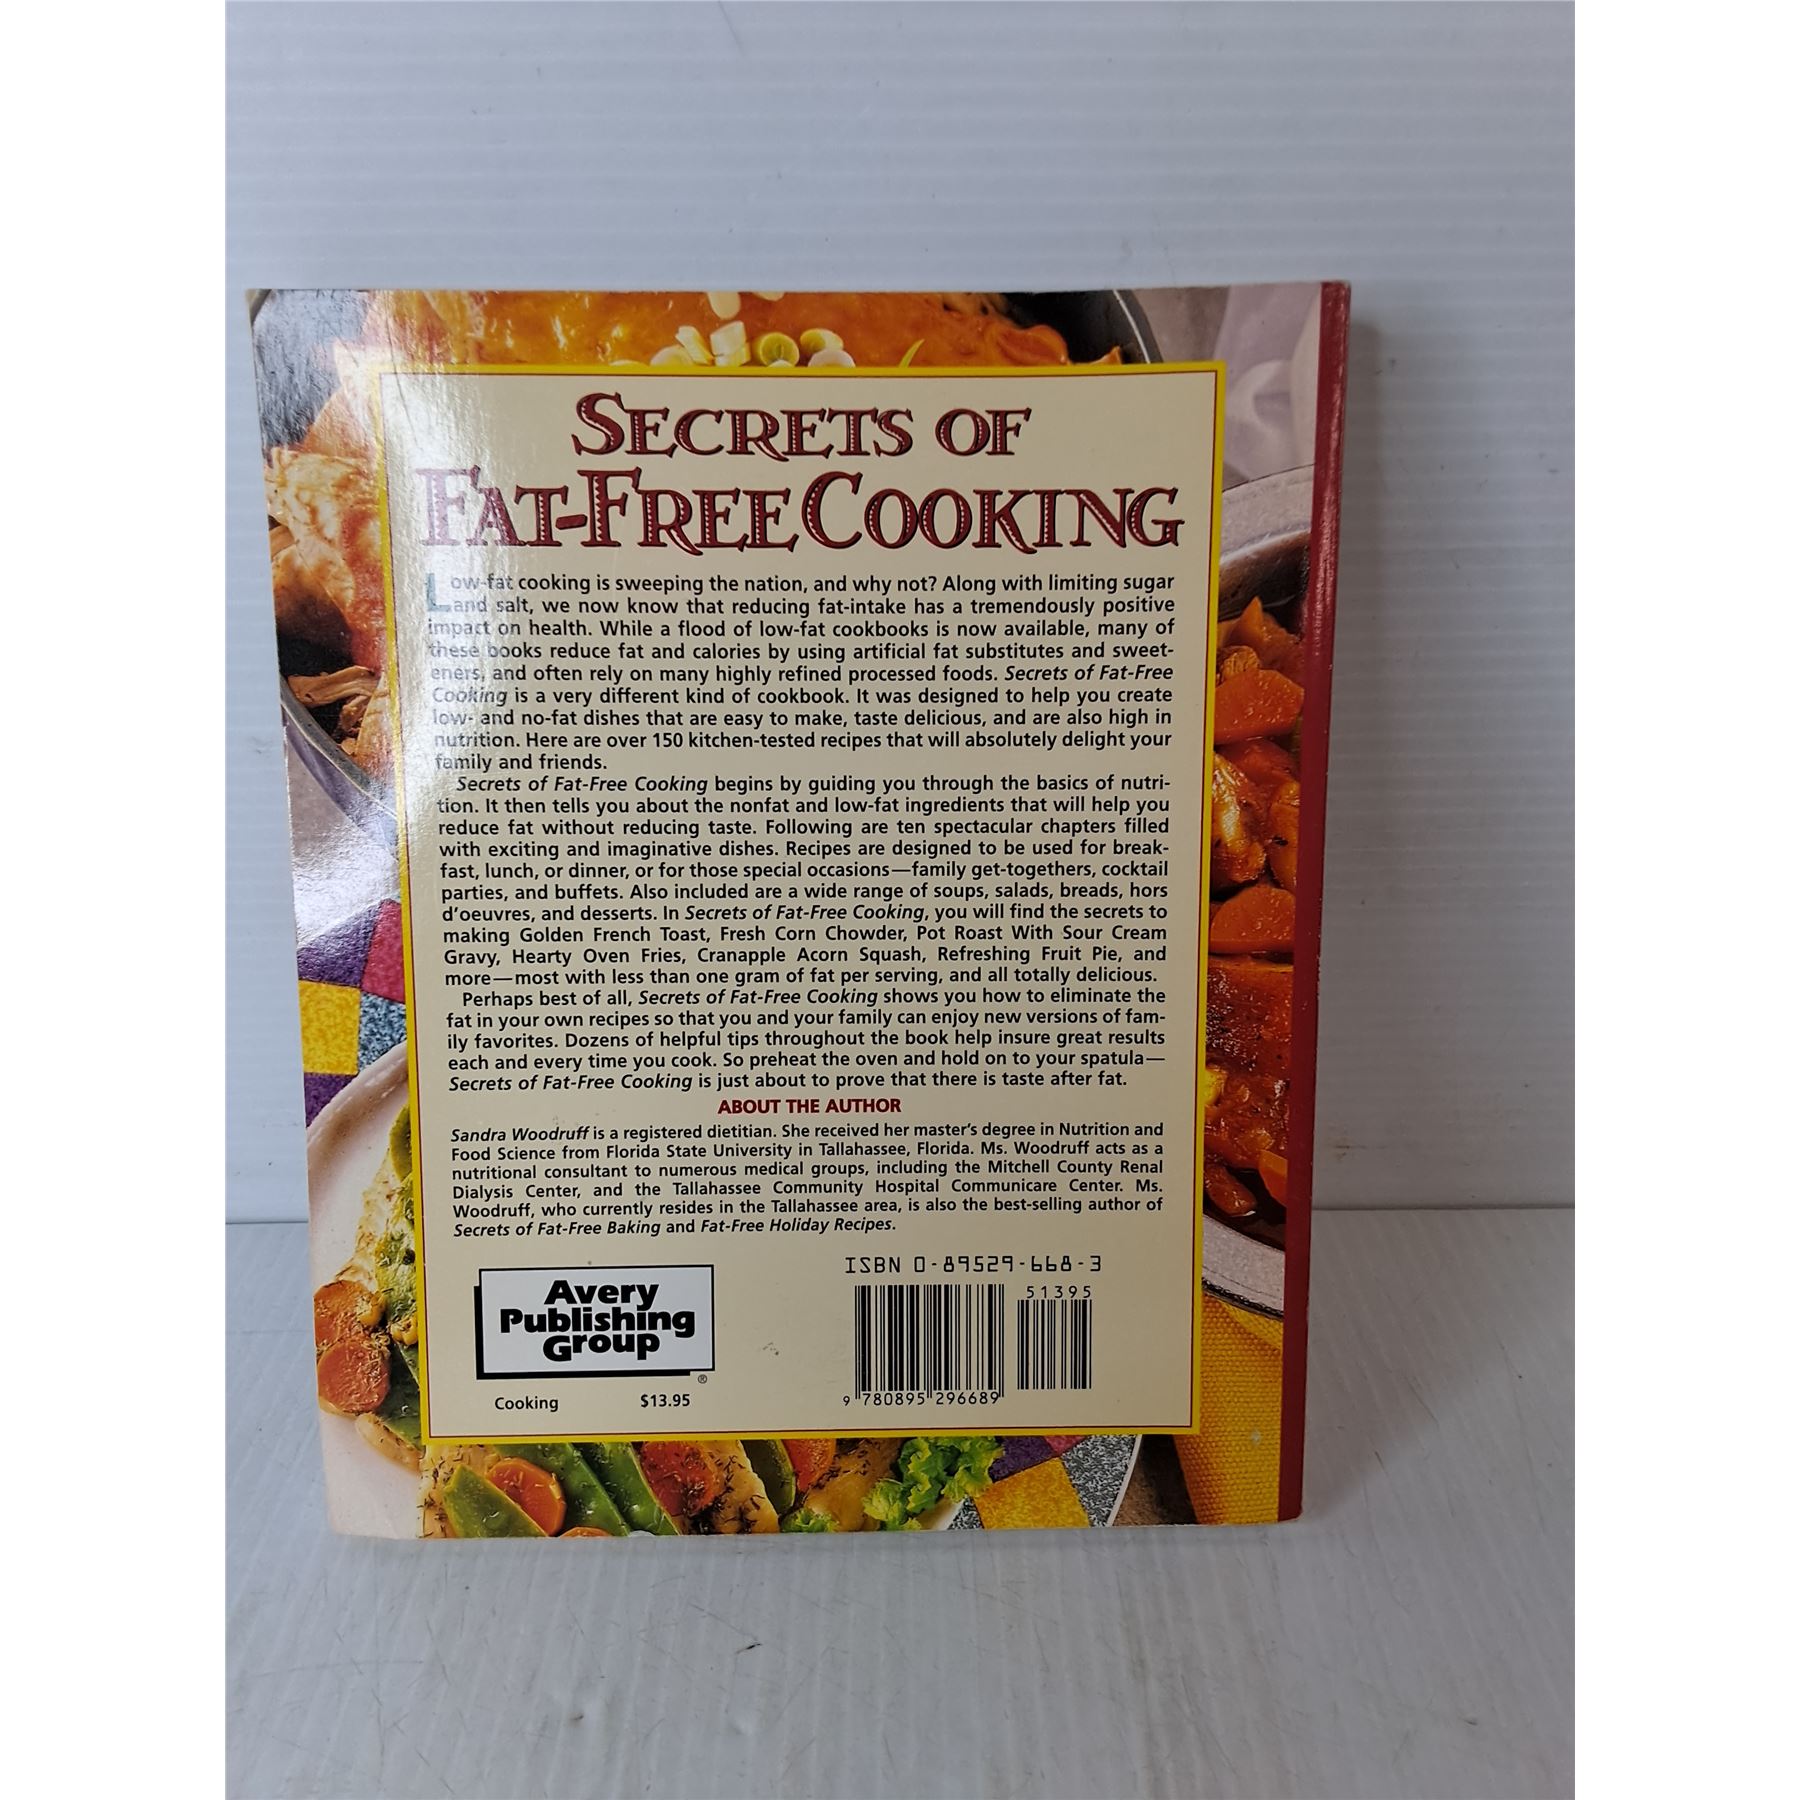 SECRETS OF
FAT-FREE COOKING
Low-fat cooking is sweeping the nation, and why not? Along with limiting sugar
and salt, we now know that reducing fat-intake has a tremendously positive
impact on health. While a flood of low-fat cookbooks is now available, many of
these books reduce fat and calories by using artificial fat substitutes and sweet-
eners, and often rely on many highly refined processed foods. Secrets of Fat-Free
Cooking is a very different kind of cookbook. It was designed to help you create
low- and no-fat dishes that are easy to make, taste delicious, and are also high in
nutrition. Here are over 150 kitchen-tested recipes that will absolutely delight your
family and friends.
Secrets of Fat-Free Cooking begins by guiding you through the basics of nutri-
tion. It then tells you about the nonfat and low-fat ingredients that will help you
reduce fat without reducing taste. Following are ten spectacular chapters filled
with exciting and imaginative dishes. Recipes are designed to be used for break-
fast, lunch, or dinner, or for those special occasions—family get-togethers, cocktail
parties, and buffets. Also included are a wide range of soups, salads, breads, hors
d'oeuvres, and desserts. In Secrets of Fat-Free Cooking, you will find the secrets to
making Golden French Toast, Fresh Corn Chowder, Pot Roast With Sour Cream
Gravy, Hearty Oven Fries, Cranapple Acorn Squash, Refreshing Fruit Pie, and
more—most with less than one gram of fat per serving, and all totally delicious.
Perhaps best of all, Secrets of Fat-Free Cooking shows you how to eliminate the
fat in your own recipes so that you and your family can enjoy new versions of fam-
ily favorites. Dozens of helpful tips throughout the book help insure great results
each and every time you cook. So preheat the oven and hold on to your spatula—
Secrets of Fat-Free Cooking is just about to prove that there is taste after fat.
ABOUT THE AUTHOR
Sandra Woodruff is a registered dietitian. She received her master's degree in Nutrition and
Food Science from Florida State University in Tallahassee, Florida. Ms. Woodruff acts as a
nutritional consultant to numerous medical groups, including the Mitchell County Renal
Dialysis Center, and the Tallahassee Community Hospital Communicare Center. Ms.
Woodruff, who currently resides in the Tallahassee area, is also the best-selling author of
Secrets of Fat-Free Baking and Fat-Free Holiday Recipes.
ISBN 0-89529-668-3
51395
Avery
Publishing
Group
®
9 780895 296689
Cooking $13.95